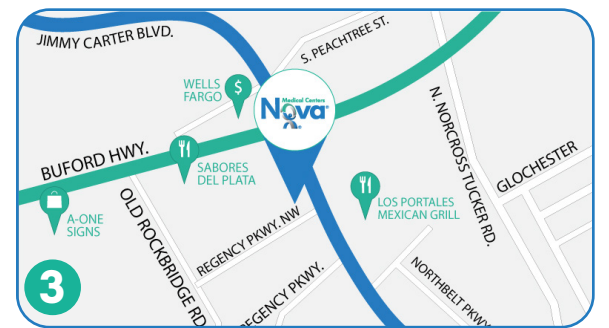 JIMMY CARTER BLVD.
S. PEACHTREE ST.
WELLS
FARGO
$
Medical Centers
Nova®
N. NORCROSS TUCKER RD.
BUFORD HWY.
SABORES
DEL PLATA
GLOCHESTER
A-ONE
SIGNS
OLD ROCKBRIDGE RD
LOS PORTALES
MEXICAN GRILL
REGENCY PKWY. NW
EGENCY PKWY.
NORTHBELT PKWY
3